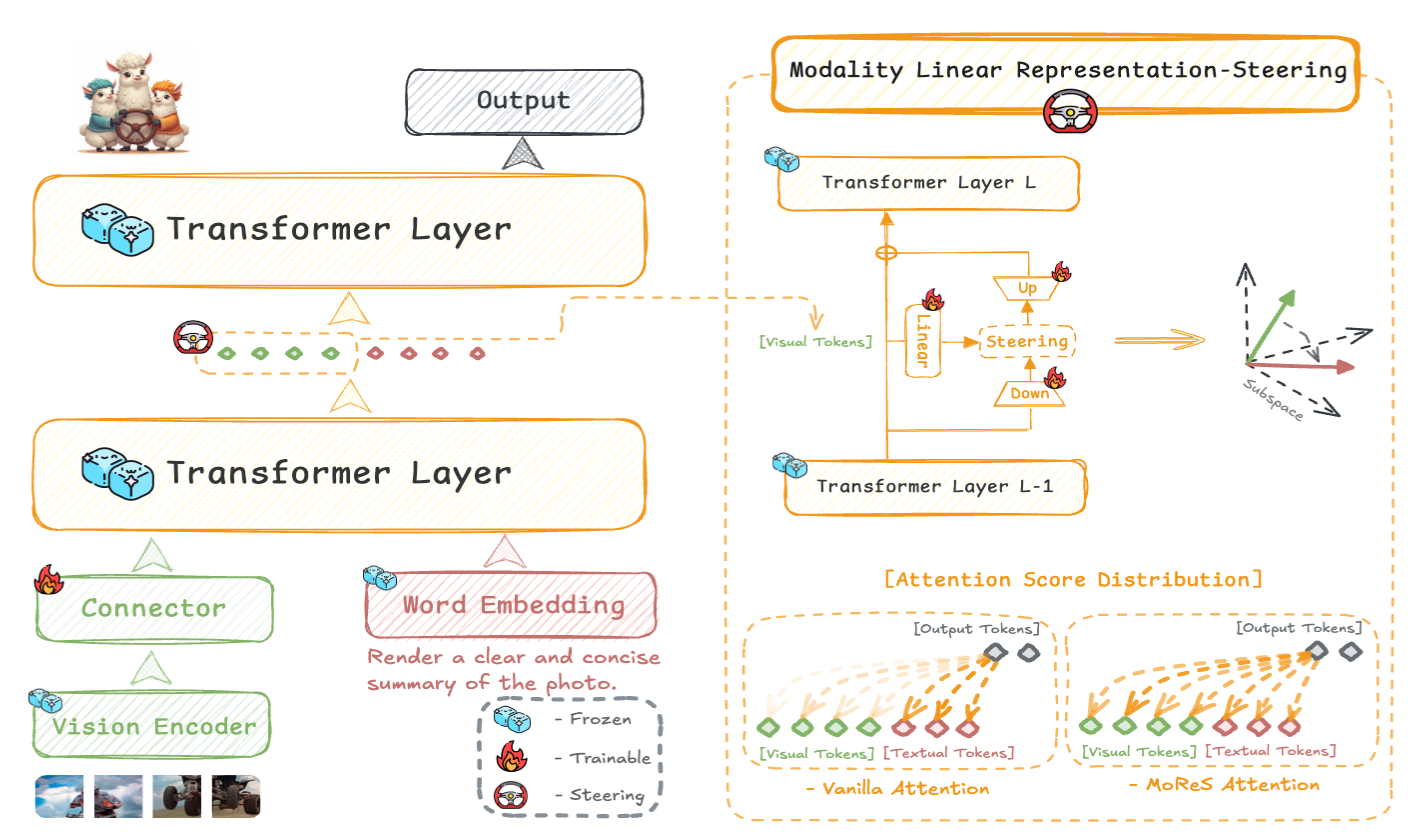 Output
Transformer Layer
Transformer Layer
Connector
Word Embedding
Render a clear and concise
summary of the photo.
Vision Encoder
- Frozen
- Trainable
- Steering
Modality Linear Representation-Steering
Transformer Layer L
Up
[Visual Tokens]
Linear
Steering
Down
Subspace
Transformer Layer L-1
[Attention Score Distribution]
[Output Tokens]
[Visual Tokens]
[Textual Tokens]
- Vanilla Attention
[Output Tokens]
[Visual Tokens]
[Textual Tokens]
- MoReS Attention